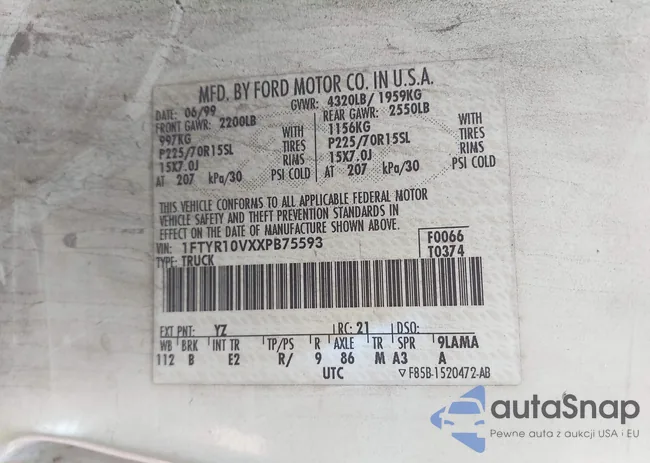 MFD. BY FORD MOTOR CO. IN U.S.A.
DATE: 06/99 GVWR: 4320LB/ 1959KG
FRONT GAWR: 2200LB REAR GAWR: 2550LB
997KG WITH 1156KG WITH
P225/70R15SL TIRES P225/70R15SL TIRES
15X7.0J RIMS 15X7.0J RIMS
AT 207 kPa/30 PSI COLD AT 207 kPa/30 PSI COLD
THIS VEHICLE CONFORMS TO ALL APPLICABLE FEDERAL MOTOR
VEHICLE SAFETY AND THEFT PREVENTION STANDARDS IN
EFFECT ON THE DATE OF MANUFACTURE SHOWN ABOVE.
VIN: 1FTYR10VXXPB75593 F0066
TYPE: TRUCK T0374
EXT PNT: YZ RC: 21 DSO:
WB BRK INT TR TP/PS R AXLE TR SPR 9LAMA
112 B E2 R/ 9 86 M A3 A
UTC ▽F85B-1520472-AB
autoSnap
Pewne auta z aukcji USA i EU